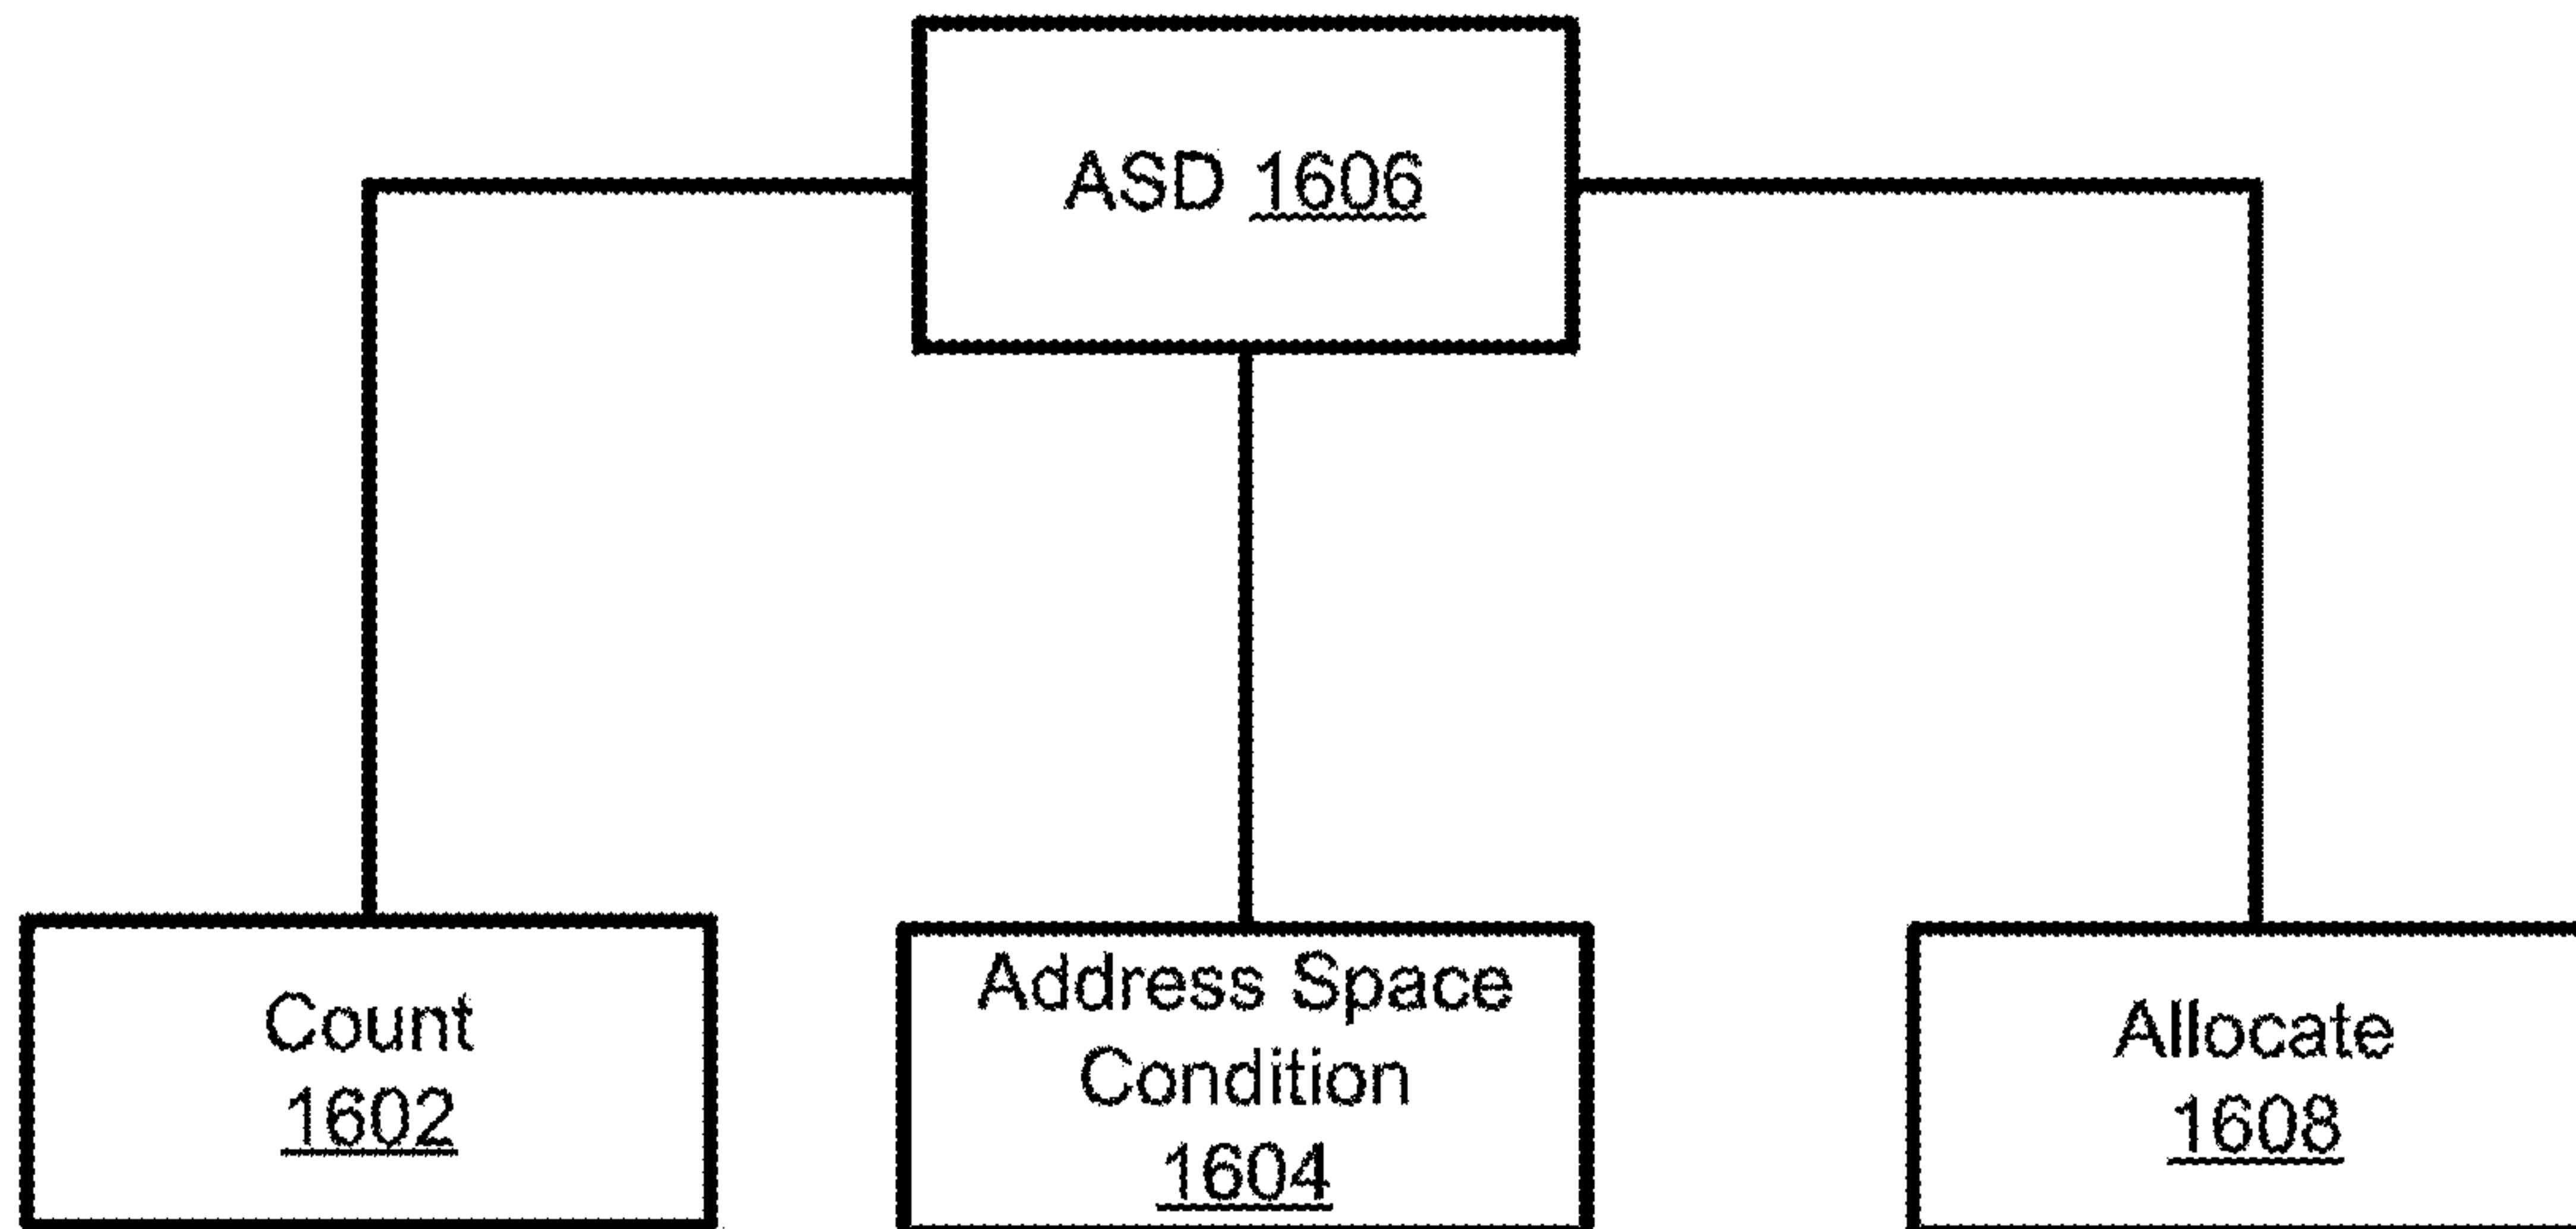 ASD 1606
Count
1602
Address Space
Condition
1604
Allocate
1608